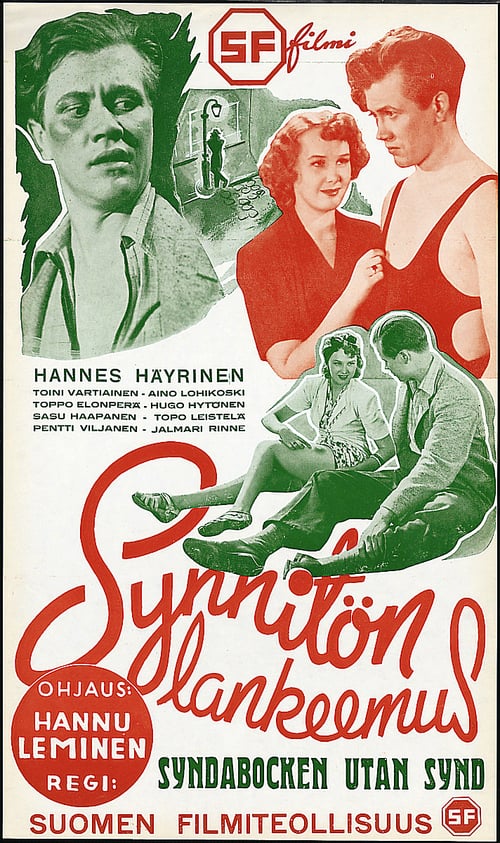 SF filmi
HANNES HÄYRINEN
TOINI VARTIAINEN - AINO LOHIKOSKI
TOPPO ELONPERÄ - HUGO HYTÖNEN
SASU HAAPANEN - TOPO LEISTELÄ
PENTTI VILJANEN - JALMARI RINNE
Synnitön
lankeemus
OHJAUS:
HANNU
LEMINEN
REGI:
SYNDABOCKEN UTAN SYND
SUOMEN FILMITEOLLISUUS SF